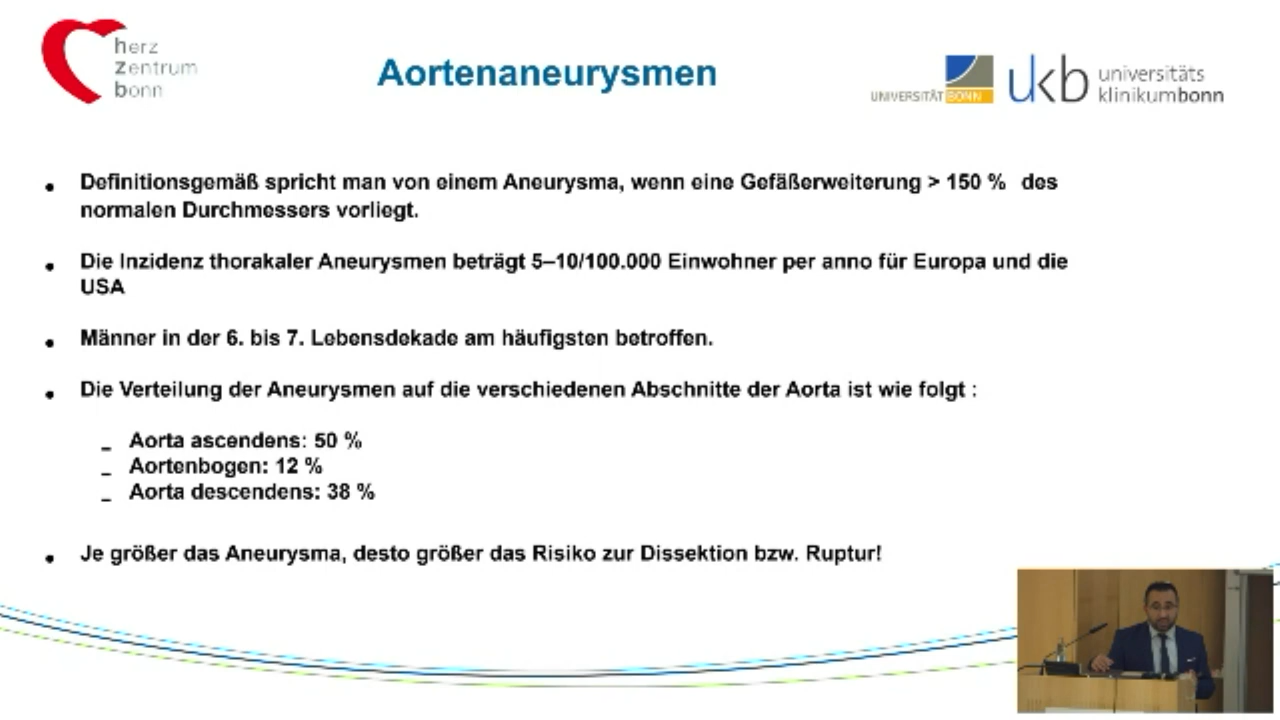 herz
zentrum
bonn
Aortenaneurysmen
UNIVERSITÄT BONN
ukb universitäts
klinikumbonn
• Definitionsgemäß spricht man von einem Aneurysma, wenn eine Gefäßerweiterung > 150 % des
normalen Durchmessers vorliegt.
• Die Inzidenz thorakaler Aneurysmen beträgt 5–10/100.000 Einwohner per anno für Europa und die
USA
• Männer in der 6. bis 7. Lebensdekade am häufigsten betroffen.
• Die Verteilung der Aneurysmen auf die verschiedenen Abschnitte der Aorta ist wie folgt :
– Aorta ascendens: 50 %
– Aortenbogen: 12 %
– Aorta descendens: 38 %
• Je größer das Aneurysma, desto größer das Risiko zur Dissektion bzw. Ruptur!